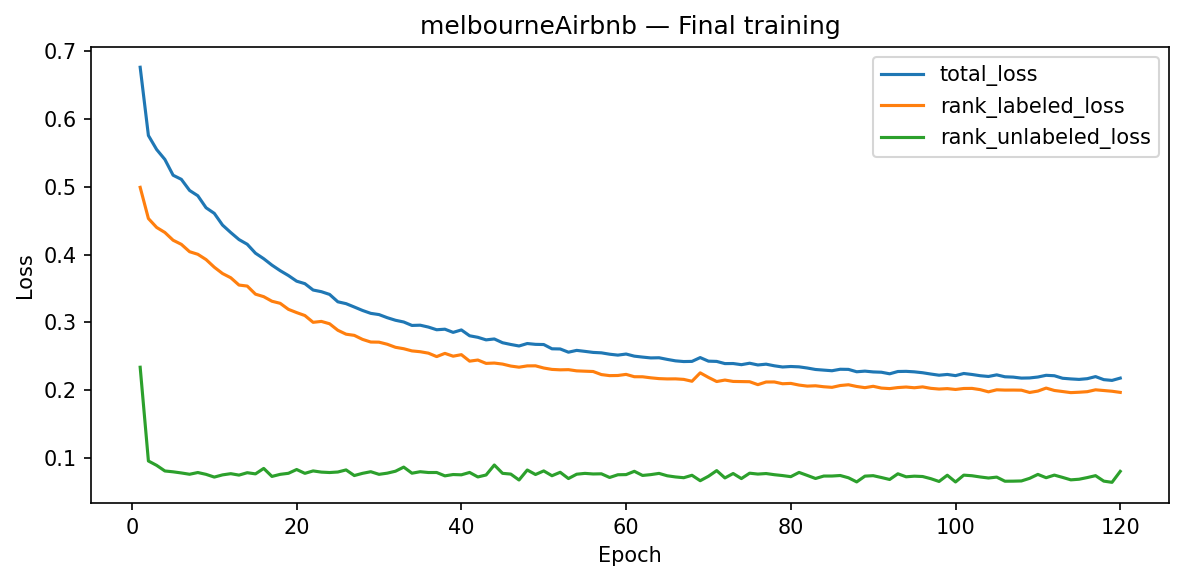 melbourneAirbnb — Final training
total_loss
rank_labeled_loss
rank_unlabeled_loss
Loss
0.7
0.6
0.5
0.4
0.3
0.2
0.1
0 20 40 60 80 100 120
Epoch